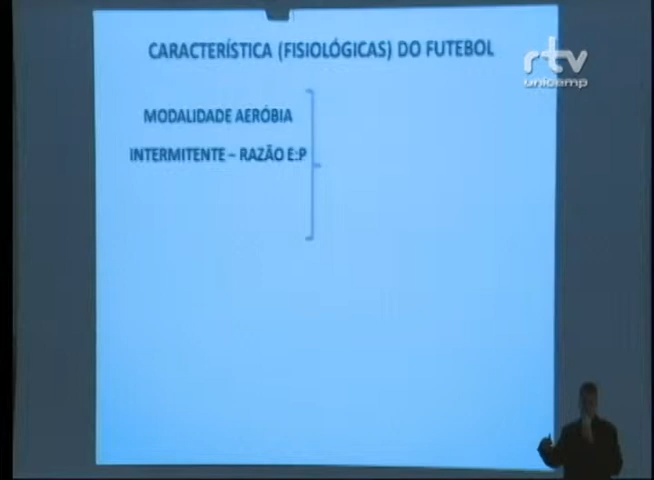 CARACTERÍSTICA (FISIOLÓGICAS) DO FUTEBOL
rtv
unicamp
MODALIDADE AERÓBIA
INTERMITENTE – RAZÃO E:P